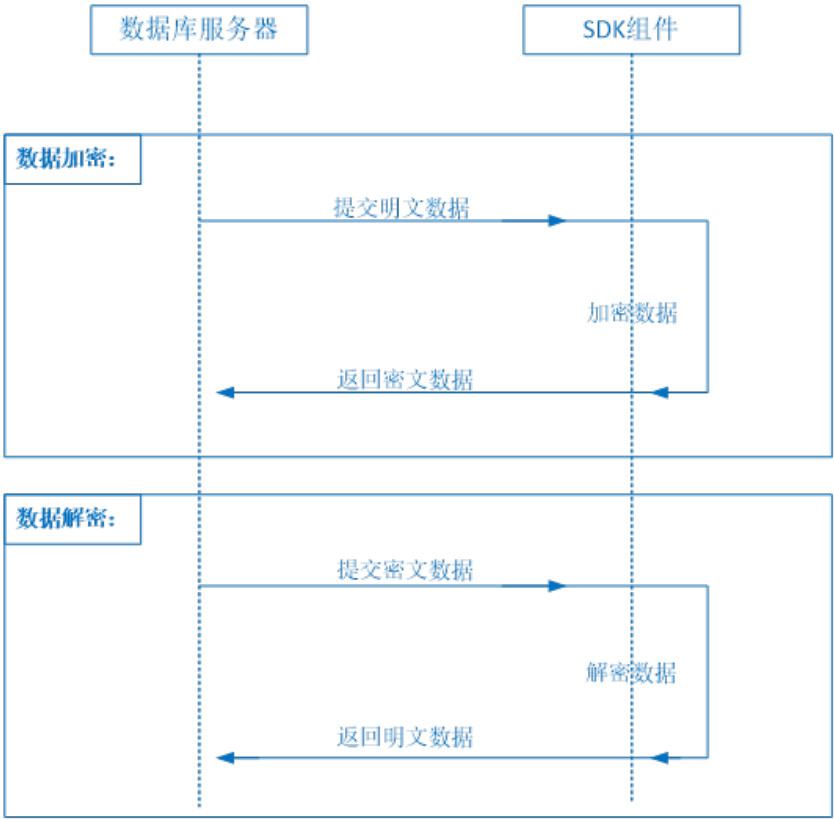 数据库服务器
SDK组件
数据加密：
提交明文数据
加密数据
返回密文数据
数据解密：
提交密文数据
解密数据
返回明文数据